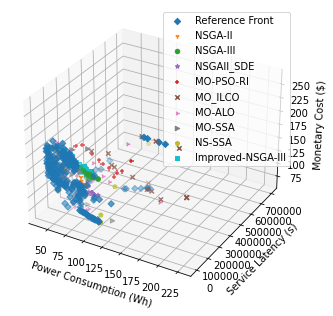 Reference Front
NSGA-II
NSGA-III
NSGAII_SDE
MO-PSO-RI
MO_ILCO
MO-ALO
MO-SSA
NS-SSA
Improved-NSGA-III
250
225
200
175
150
125
100
75
Monetary Cost ($)
700000
600000
500000
400000
300000
200000
100000
0
Service Latency (s)
50
75
100
125
150
175
200
225
Power Consumption (Wh)